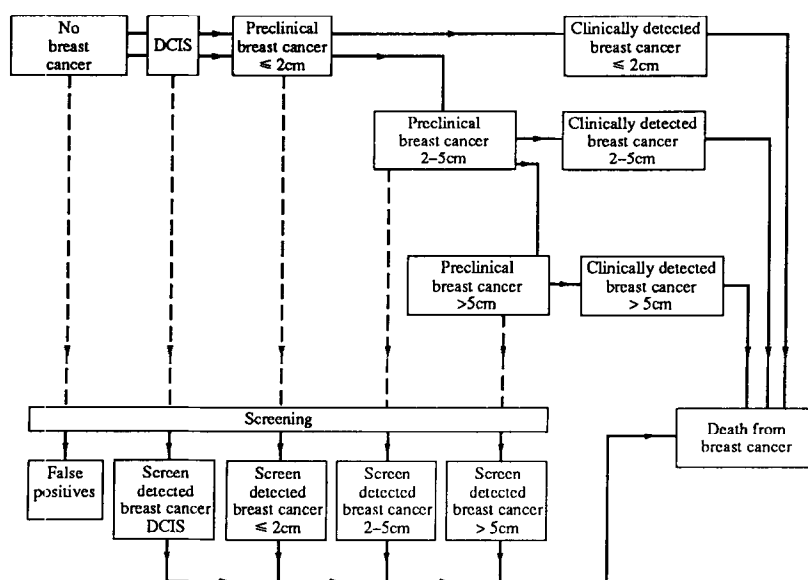 No
breast
cancer
DCIS
Preclinical
breast cancer
≤ 2cm
Clinically detected
breast cancer
≤ 2cm
Preclinical
breast cancer
2–5cm
Clinically detected
breast cancer
2–5cm
Preclinical
breast cancer
>5cm
Clinically detected
breast cancer
> 5cm
Screening
Death from
breast cancer
False
positives
Screen
detected
breast cancer
DCIS
Screen
detected
breast cancer
≤ 2cm
Screen
detected
breast cancer
2–5cm
Screen
detected
breast cancer
> 5cm